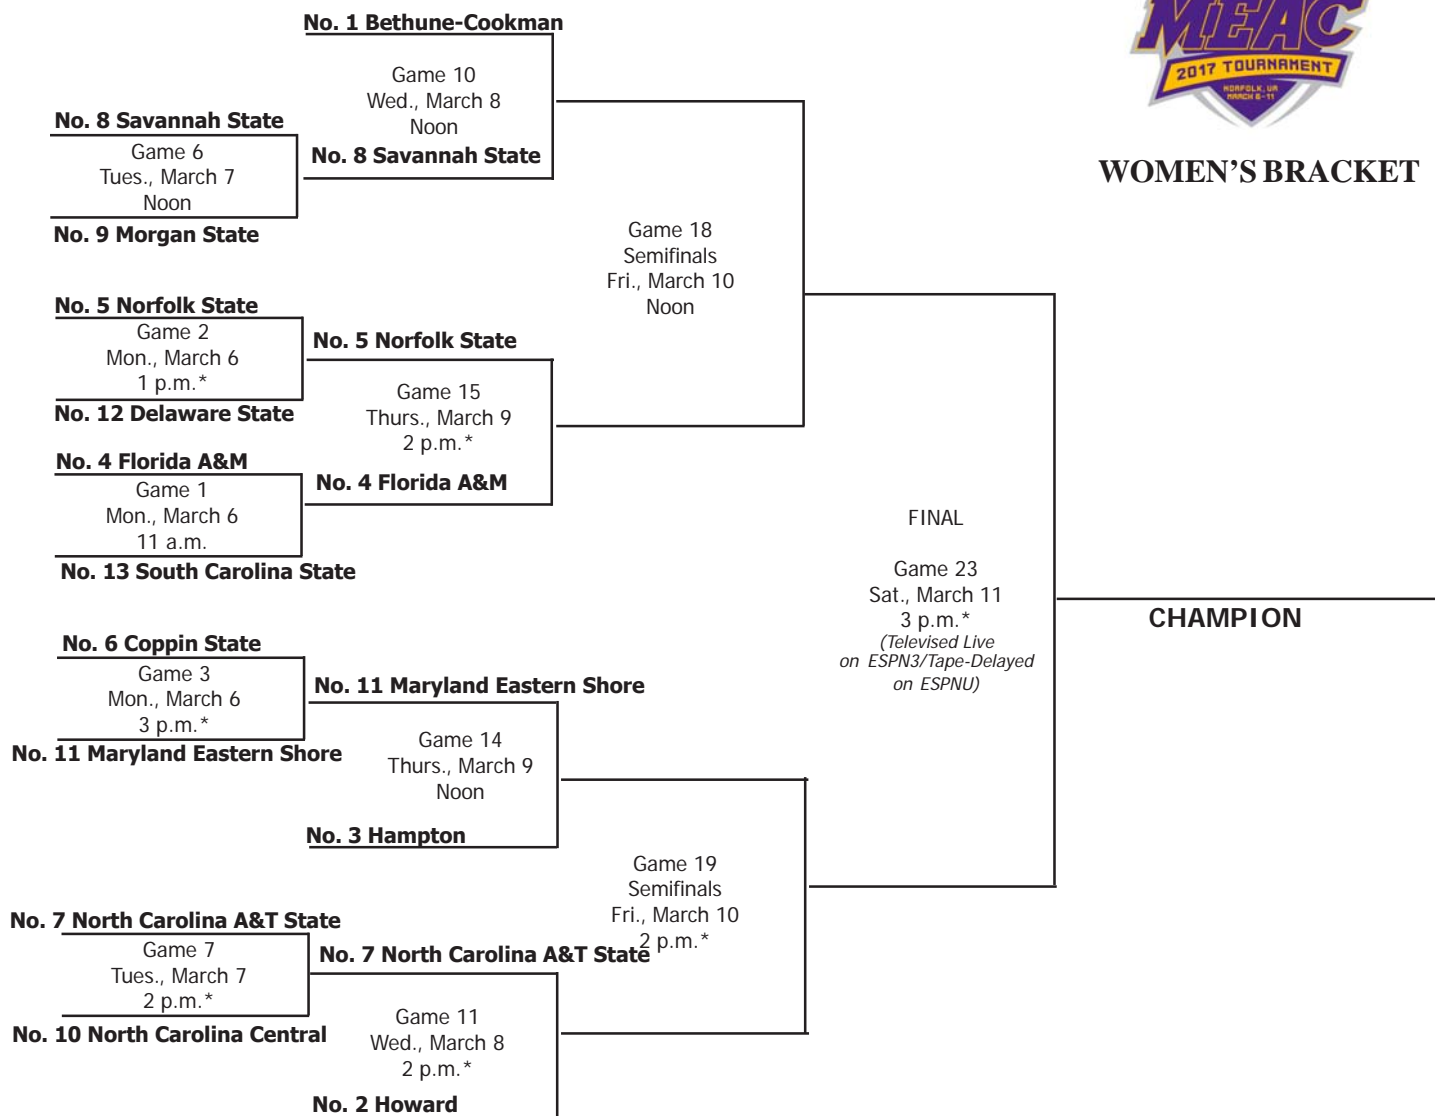 No. 1 Bethune-Cookman
Game 10
Wed., March 8
Noon
No. 8 Savannah State
No. 8 Savannah State
Game 6
Tues., March 7
Noon
No. 9 Morgan State
No. 5 Norfolk State
Game 2
Mon., March 6
1 p.m.*
No. 12 Delaware State
No. 5 Norfolk State
Game 15
Thurs., March 9
2 p.m.*
No. 4 Florida A&M
No. 4 Florida A&M
Game 1
Mon., March 6
11 a.m.
No. 13 South Carolina State
Game 18
Semifinals
Fri., March 10
Noon
No. 6 Coppin State
Game 3
Mon., March 6
3 p.m.*
No. 11 Maryland Eastern Shore
No. 11 Maryland Eastern Shore
Game 14
Thurs., March 9
Noon
No. 3 Hampton
No. 7 North Carolina A&T State
Game 7
Tues., March 7
2 p.m.*
No. 10 North Carolina Central
No. 7 North Carolina A&T State
Game 11
Wed., March 8
2 p.m.*
No. 2 Howard
Game 19
Semifinals
Fri., March 10
2 p.m.*
FINAL
Game 23
Sat., March 11
3 p.m.*
(Televised Live
on ESPN3/Tape-Delayed
on ESPNU)
CHAMPION
MEAC
2017 TOURNAMENT
NORFOLK, VA
MARCH 6-11
WOMEN'S BRACKET